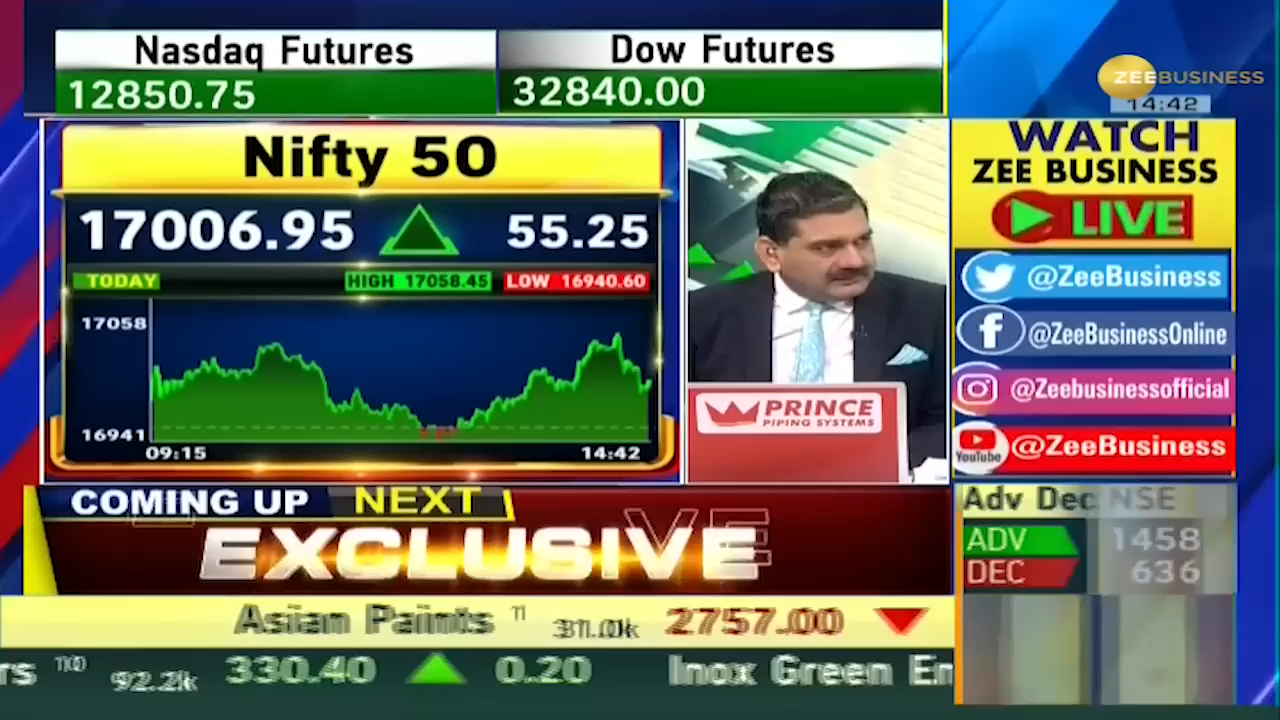 Nasdaq Futures
12850.75
Dow Futures
32840.00
ZEEBUSINESS
14:42
Nifty 50
17006.95 55.25
TODAY HIGH 17058.45 LOW 16940.60
17058
16941
09:15 14:42
PRINCE
PIPING SYSTEMS
WATCH
ZEE BUSINESS
LIVE
@ZeeBusiness
@ZeeBusinessOnline
@Zeebusinessofficial
YouTube @ZeeBusiness
COMING UP NEXT
EXCLUSIVE
Adv Dec NSE
ADV 1458
DEC 636
Asian Paints 2757.00
rs 92.2k 330.40 0.20 Inox Green En